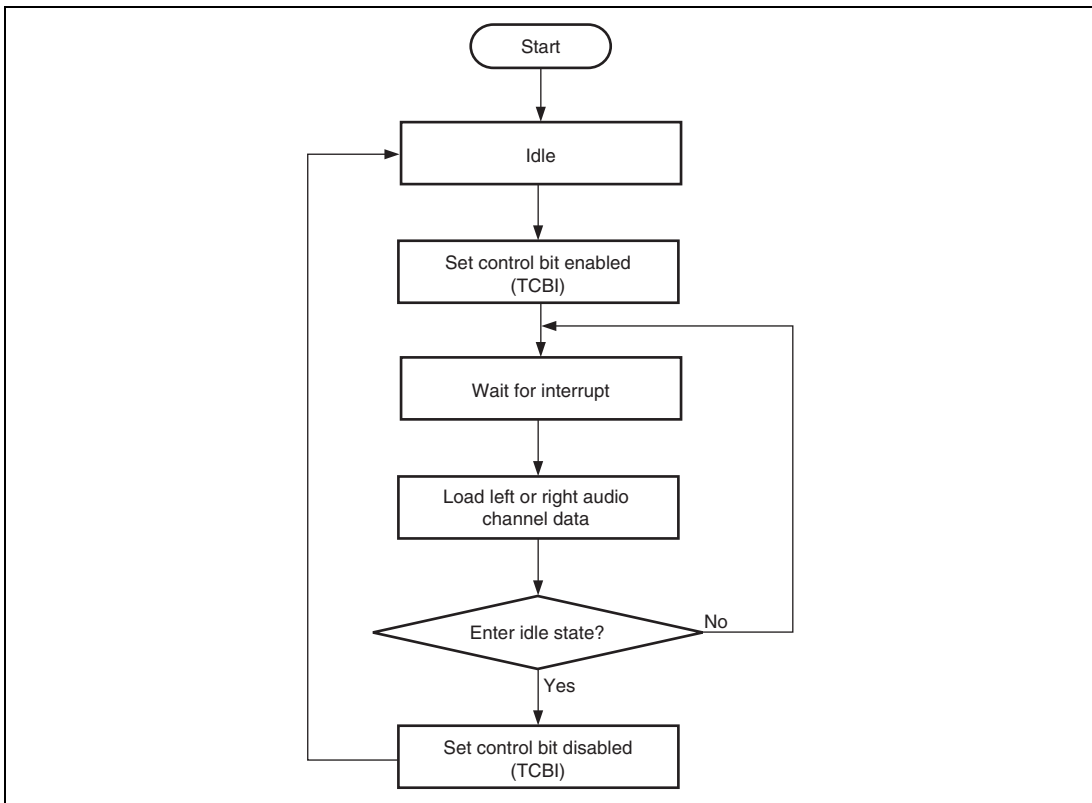 Start
Idle
Set control bit enabled
(TCBI)
Wait for interrupt
Load left or right audio
channel data
Enter idle state?
No
Yes
Set control bit disabled
(TCBI)